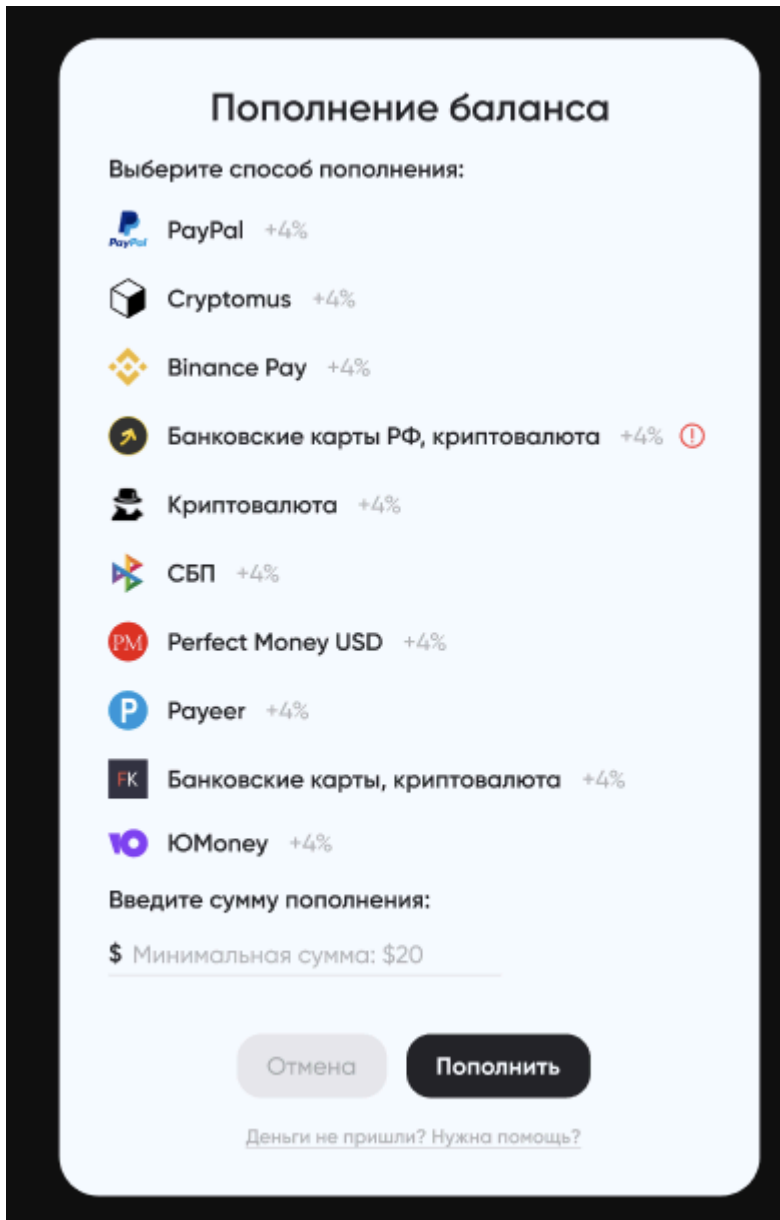 Пополнение баланса
Выберите способ пополнения:
PayPal PayPal +4%
Cryptomus +4%
Binance Pay +4%
Банковские карты РФ, криптовалюта +4% !
Криптовалюта +4%
СБП +4%
PM Perfect Money USD +4%
P Payeer +4%
FK Банковские карты, криптовалюта +4%
Ю ЮMoney +4%
Введите сумму пополнения:
$ Минимальная сумма: $20
Отмена Пополнить
Деньги не пришли? Нужна помощь?